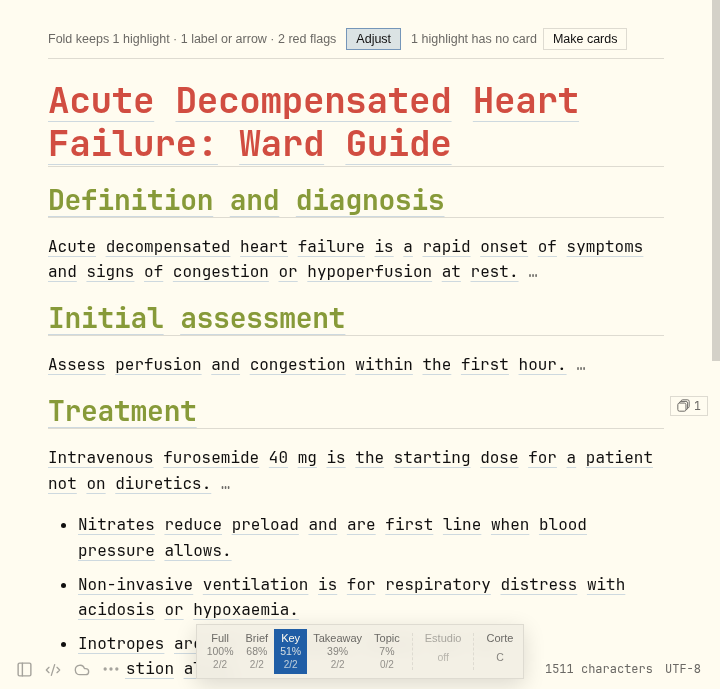 Fold keeps 1 highlight · 1 label or arrow · 2 red flags Adjust 1 highlight has no card Make cards
Acute Decompensated Heart
Failure: Ward Guide
Definition and diagnosis
Acute decompensated heart failure is a rapid onset of symptoms
and signs of congestion or hypoperfusion at rest. …
Initial assessment
Assess perfusion and congestion within the first hour. …
Treatment
1
Intravenous furosemide 40 mg is the starting dose for a patient
not on diuretics. …
Nitrates reduce preload and are first line when blood
pressure allows.
Non-invasive ventilation is for respiratory distress with
acidosis or hypoxaemia.
Inotropes
stion
Full Brief Key Takeaway Topic Estudio Corte
100% 68% 51% 39% 7% off C
2/2 2/2 2/2 2/2 0/2
1511 characters UTF-8